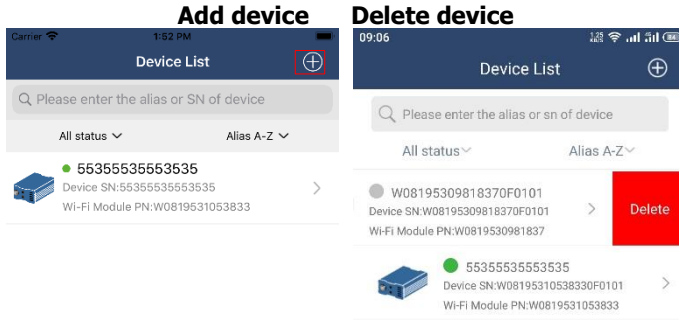 Add device
Delete device
Carrier
1:52 PM
Device List
Please enter the alias or SN of device
All status
Alias A-Z
55355535553535
Device SN:55355535553535
Wi-Fi Module PN:W0819531053833
09:06
Device List
Please enter the alias or sn of device
All status
Alias A-Z
W08195309818370F0101
Device SN:W08195309818370F0101
Wi-Fi Module PN:W0819530981837
Delete
55355535553535
Device SN:W08195310538330F0101
Wi-Fi Module PN:W0819531053833